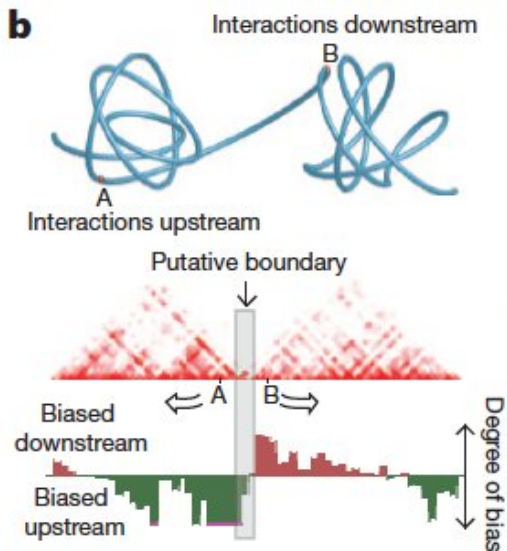 b
Interactions downstream
B
A
Interactions upstream
Putative boundary
A
B
Biased
downstream
Biased
upstream
Degree of bias